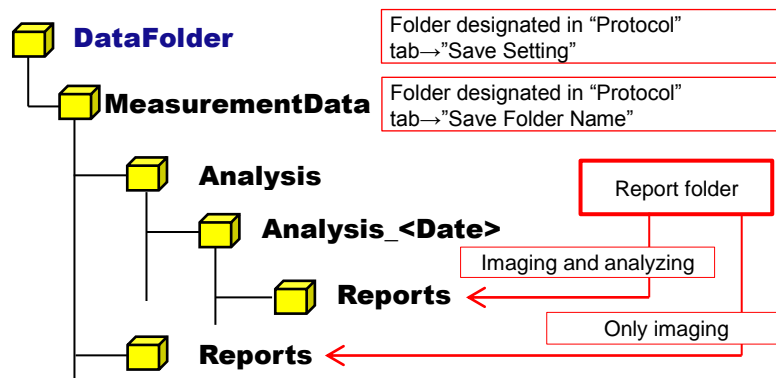 DataFolder
Folder designated in “Protocol”
tab→”Save Setting”
MeasurementData
Folder designated in “Protocol”
tab→”Save Folder Name”
Analysis
Report folder
Analysis_<Date>
Imaging and analyzing
Reports
Only imaging
Reports